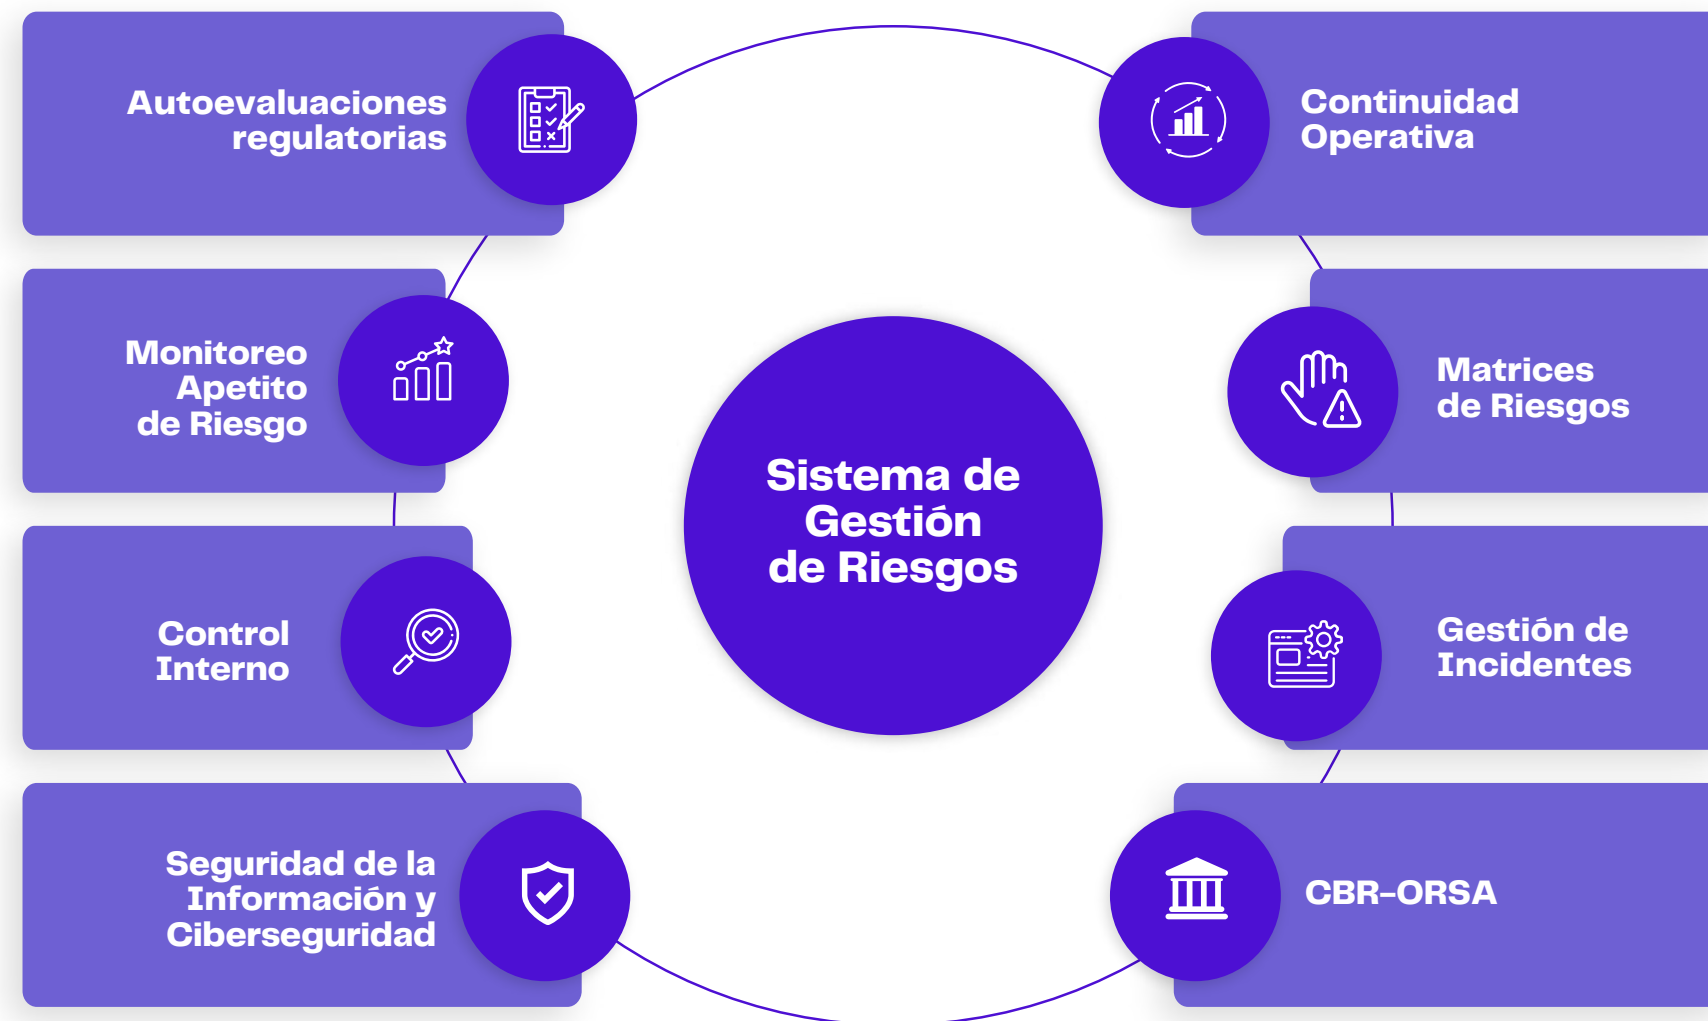 Autoevaluaciones
regulatorias
Continuidad
Operativa
Monitoreo
Apetito
de Riesgo
Matrices
de Riesgos
Sistema de
Gestión
de Riesgos
Control
Interno
Gestión de
Incidentes
Seguridad de la
Información y
Ciberseguridad
CBR-ORSA